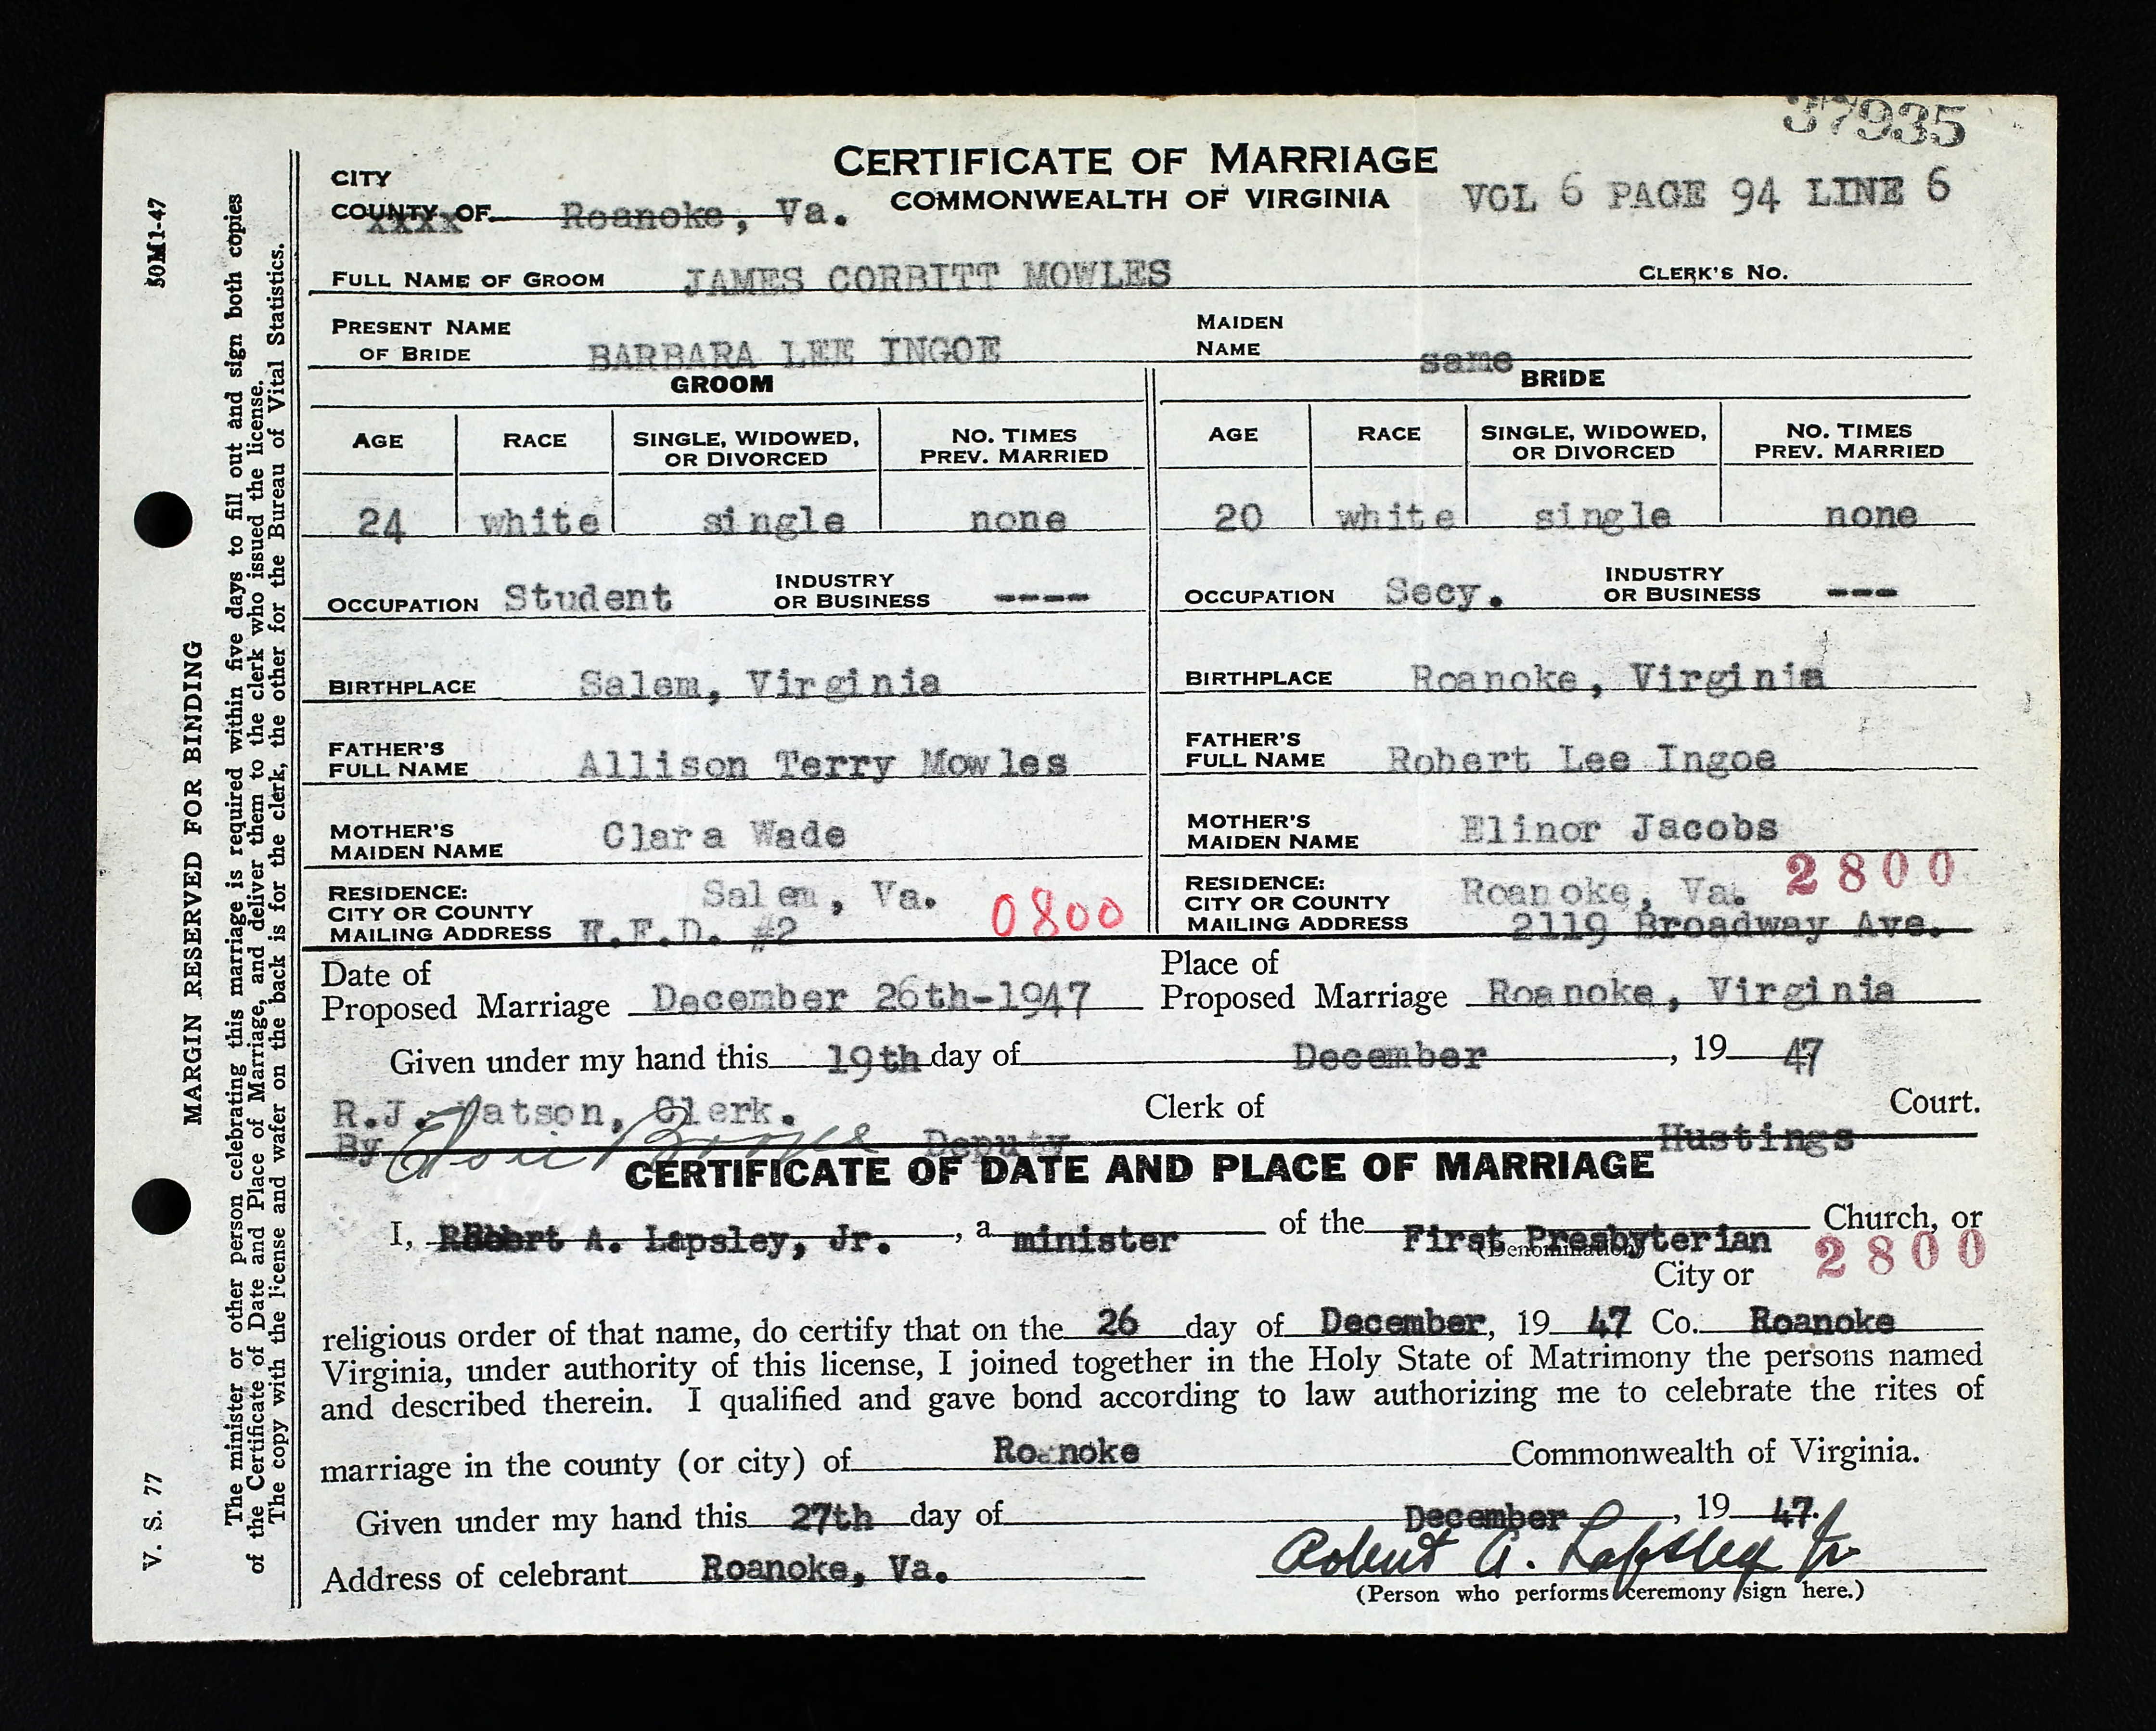 37935
CERTIFICATE OF MARRIAGE
COMMONWEALTH OF VIRGINIA
VOL 6 PAGE 94 LINE 6
CITY
COUNTY OF Roanoke, Va.
XXXX
FULL NAME OF GROOM JAMES CORBITT MOWLES CLERK'S NO.
PRESENT NAME
OF BRIDE BARBARA LEE INGOE
MAIDEN
NAME same
GROOM
AGE RACE SINGLE, WIDOWED, OR DIVORCED NO. TIMES PREV. MARRIED
24 white single none
OCCUPATION Student INDUSTRY OR BUSINESS ----
BIRTHPLACE Salem, Virginia
FATHER'S
FULL NAME Allison Terry Mowles
MOTHER'S
MAIDEN NAME Clara Wade
RESIDENCE:
CITY OR COUNTY Salem, Va.
MAILING ADDRESS R.F.D. #2 0800
BRIDE
AGE RACE SINGLE, WIDOWED, OR DIVORCED NO. TIMES PREV. MARRIED
20 white single none
OCCUPATION Secy. INDUSTRY OR BUSINESS ---
BIRTHPLACE Roanoke, Virginia
FATHER'S
FULL NAME Robert Lee Ingoe
MOTHER'S
MAIDEN NAME Elinor Jacobs
RESIDENCE: 2800
CITY OR COUNTY Roanoke, Va.
MAILING ADDRESS 2119 Broadway Ave.
Date of
Proposed Marriage December 26th-1947
Place of
Proposed Marriage Roanoke, Virginia
Given under my hand this 19th day of December, 19 47
R.J. Watson, Clerk. Clerk of Hustings Court.
By Elsie Deputy
CERTIFICATE OF DATE AND PLACE OF MARRIAGE
I, Robert A. Lapsley, Jr., a minister of the First Presbyterian Church, or
(Denomination)
City or 2800
religious order of that name, do certify that on the 26 day of December, 19 47 Co. Roanoke
Virginia, under authority of this license, I joined together in the Holy State of Matrimony the persons named
and described therein. I qualified and gave bond according to law authorizing me to celebrate the rites of
marriage in the county (or city) of Roanoke Commonwealth of Virginia.
Given under my hand this 27th day of December, 19 47.
Address of celebrant Roanoke, Va. Robert A. Lapsley Jr
(Person who performs ceremony sign here.)
50M 1-47
MARGIN RESERVED FOR BINDING
V. S. 77
The minister or other person celebrating this marriage is required within five days to fill out and sign both copies
of the Certificate of Date and Place of Marriage, and deliver them to the clerk who issued the license.
The copy with the license and wafer on the back is for the clerk, the other for the Bureau of Vital Statistics.